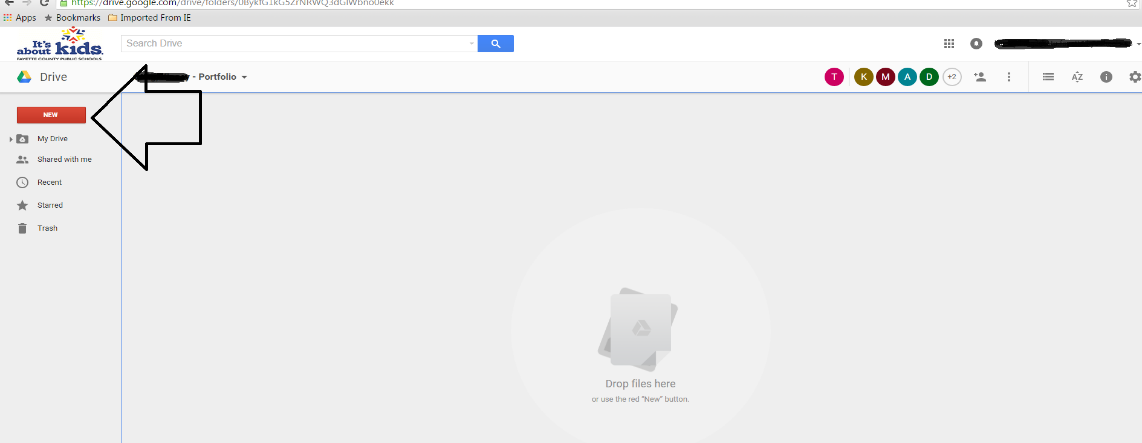 https://drive.google.com/drive/folders/
Apps Bookmarks Imported From IE
It's about kids.
FAYETTE COUNTY PUBLIC SCHOOLS
Search Drive
Drive
- Portfolio
T K M A D +2
NEW
My Drive
Shared with me
Recent
Starred
Trash
Drop files here
or use the red "New" button.